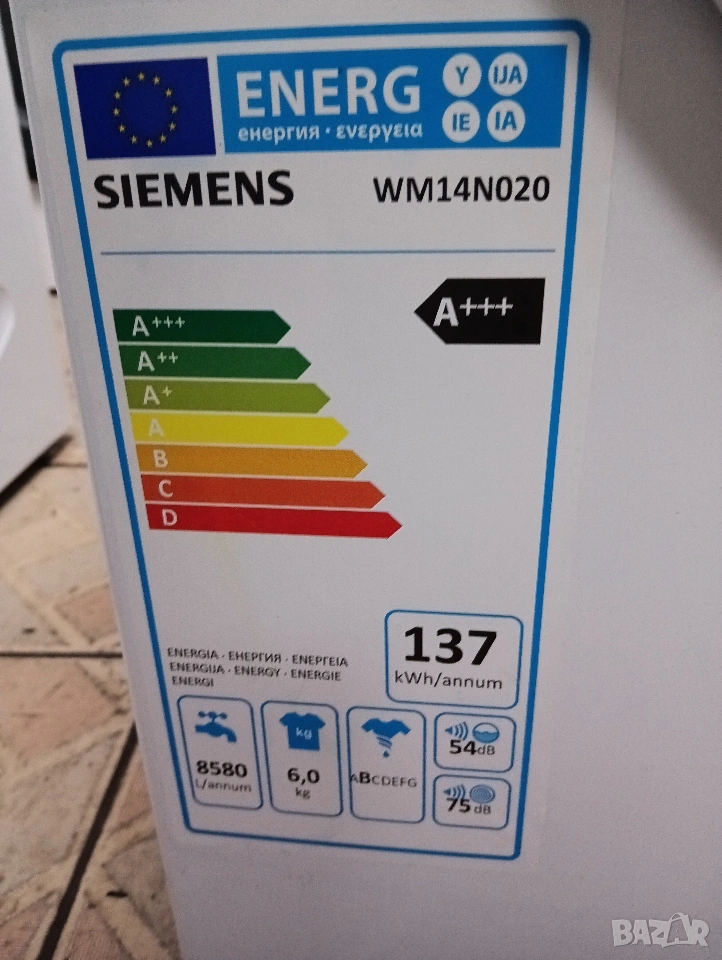 ENERG Y IJA
енергия · ενεργεια IE IA
SIEMENS WM14N020
A+++
A+++
A++
A+
A
B
C
D
ENERGIA · ЕНЕРГИЯ · ΕΝΕΡΓΕΙΑ
ENERGIJA · ENERGY · ENERGIE
ENERGI
137
kWh/annum
8580
L/annum
kg
6,0
kg
ABCDEFG
54dB
75dB
BAZAR